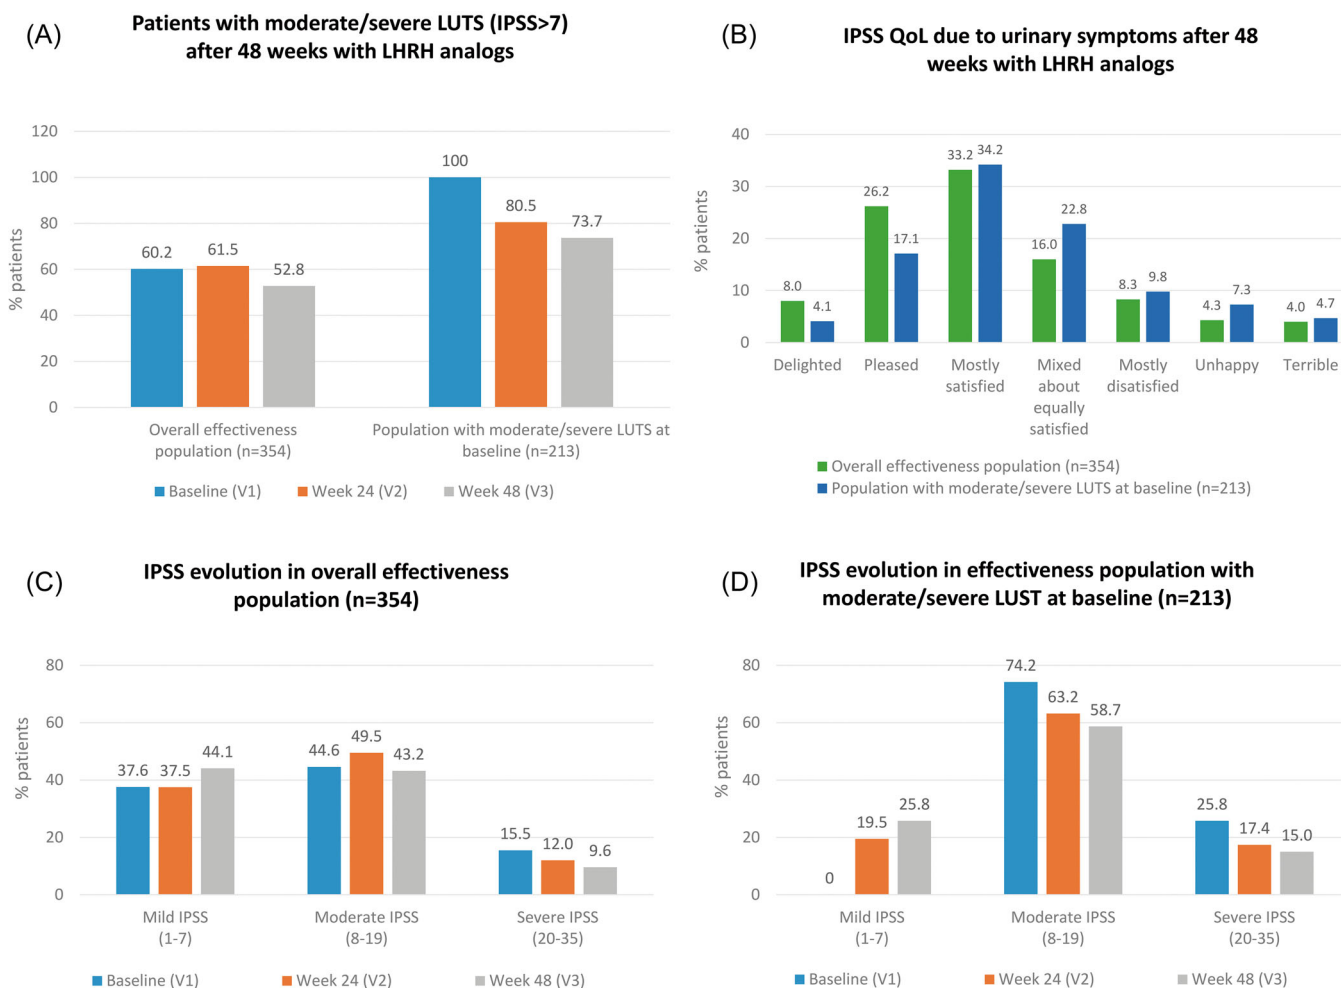 (A)
Patients with moderate/severe LUTS (IPSS>7)
after 48 weeks with LHRH analogs
% patients
120
100
80
60
40
20
0
60.2
61.5
52.8
100
80.5
73.7
Overall effectiveness
population (n=354)
Population with moderate/severe LUTS at
baseline (n=213)
Baseline (V1)
Week 24 (V2)
Week 48 (V3)
(B)
IPSS QoL due to urinary symptoms after 48
weeks with LHRH analogs
% patients
40
30
20
10
0
8.0
4.1
26.2
17.1
33.2
34.2
16.0
22.8
8.3
9.8
4.3
7.3
4.0
4.7
Delighted
Pleased
Mostly
satisfied
Mixed
about
equally
satisfied
Mostly
disatisfied
Unhappy
Terrible
Overall effectiveness population (n=354)
Population with moderate/severe LUTS at baseline (n=213)
(C)
IPSS evolution in overall effectiveness
population (n=354)
% patients
80
60
40
20
0
37.6
37.5
44.1
44.6
49.5
43.2
15.5
12.0
9.6
Mild IPSS
(1-7)
Moderate IPSS
(8-19)
Severe IPSS
(20-35)
Baseline (V1)
Week 24 (V2)
Week 48 (V3)
(D)
IPSS evolution in effectiveness population with
moderate/severe LUST at baseline (n=213)
% patients
80
60
40
20
0
0
19.5
25.8
74.2
63.2
58.7
25.8
17.4
15.0
Mild IPSS
(1-7)
Moderate IPSS
(8-19)
Severe IPSS
(20-35)
Baseline (V1)
Week 24 (V2)
Week 48 (V3)